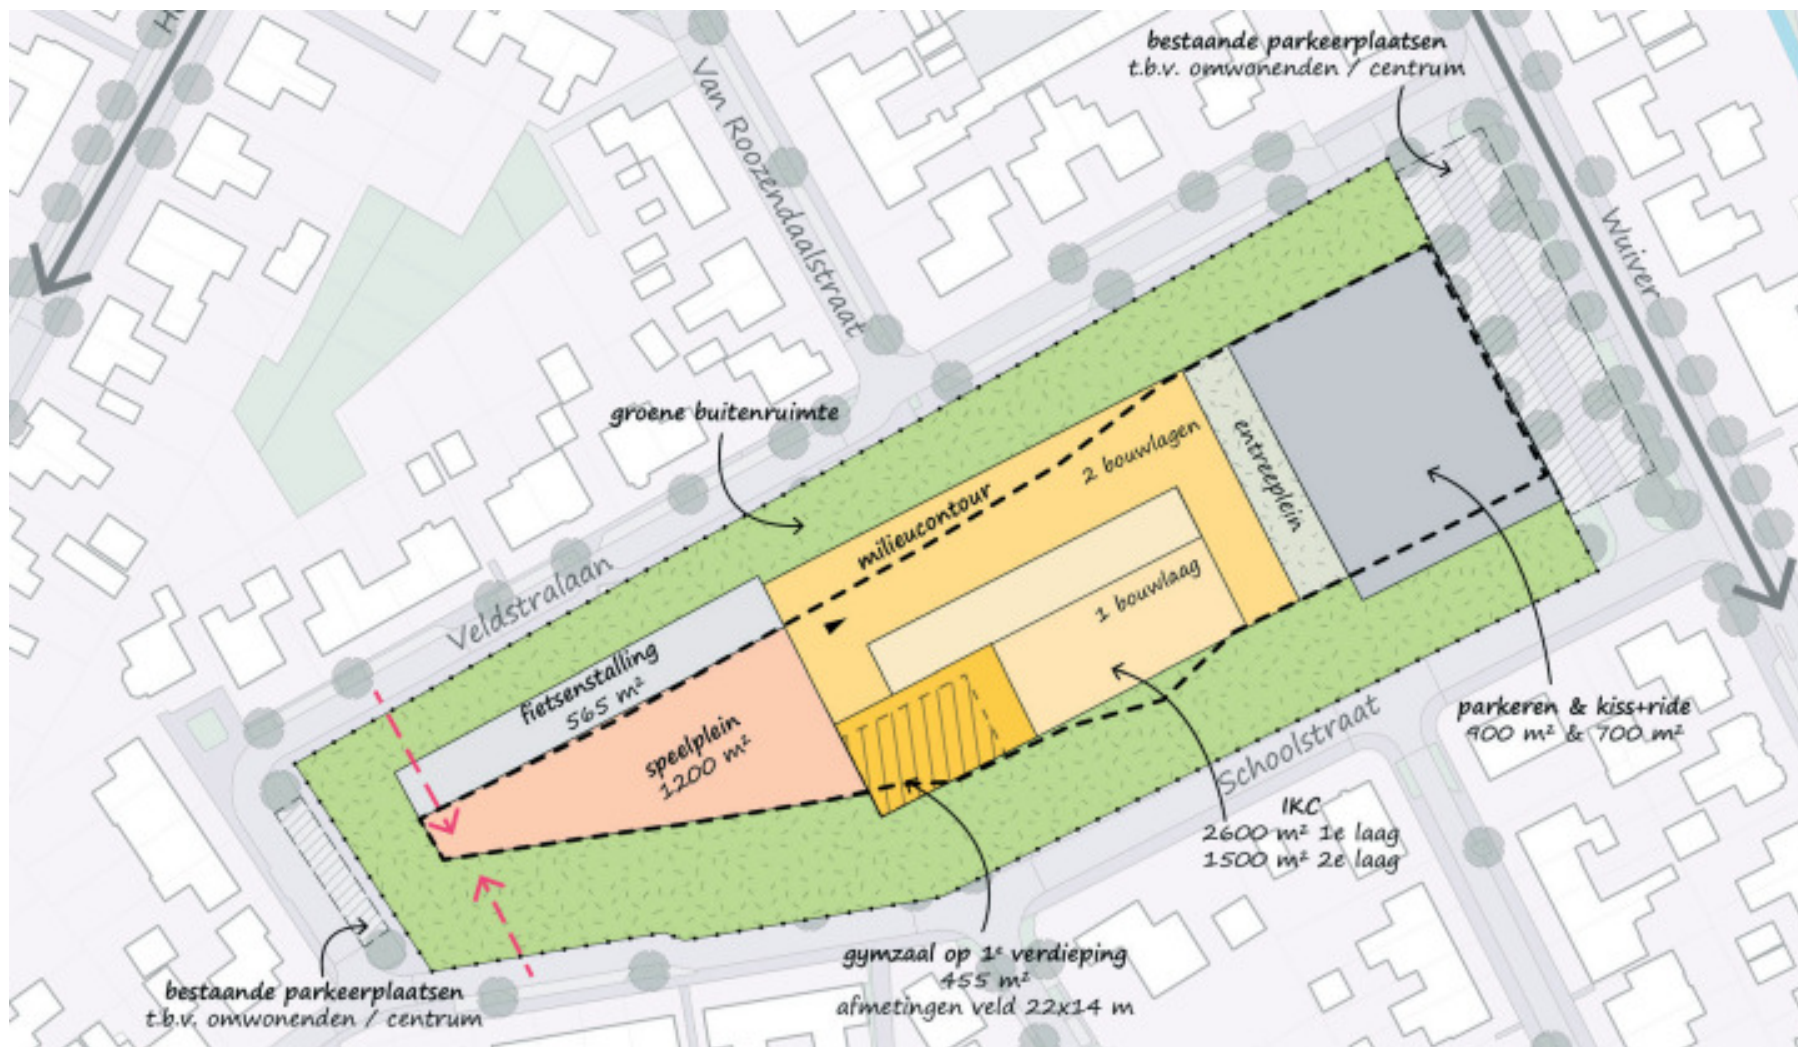 bestaande parkeerplaatsen
t.b.v. omwonenden / centrum
Van Roozendaalstraat
Wuiver
groene buitenruimte
2 bouwlagen
entreeplein
milieucontour
1 bouwlaag
Veldstralaan
fietsenstalling
565 m²
speelplein
1200 m²
parkeren & kiss+ride
900 m² & 700 m²
Schoolstraat
IKC
2600 m² 1e laag
1500 m² 2e laag
gymzaal op 1ᵉ verdieping
455 m²
afmetingen veld 22x14 m
bestaande parkeerplaatsen
t.b.v. omwonenden / centrum